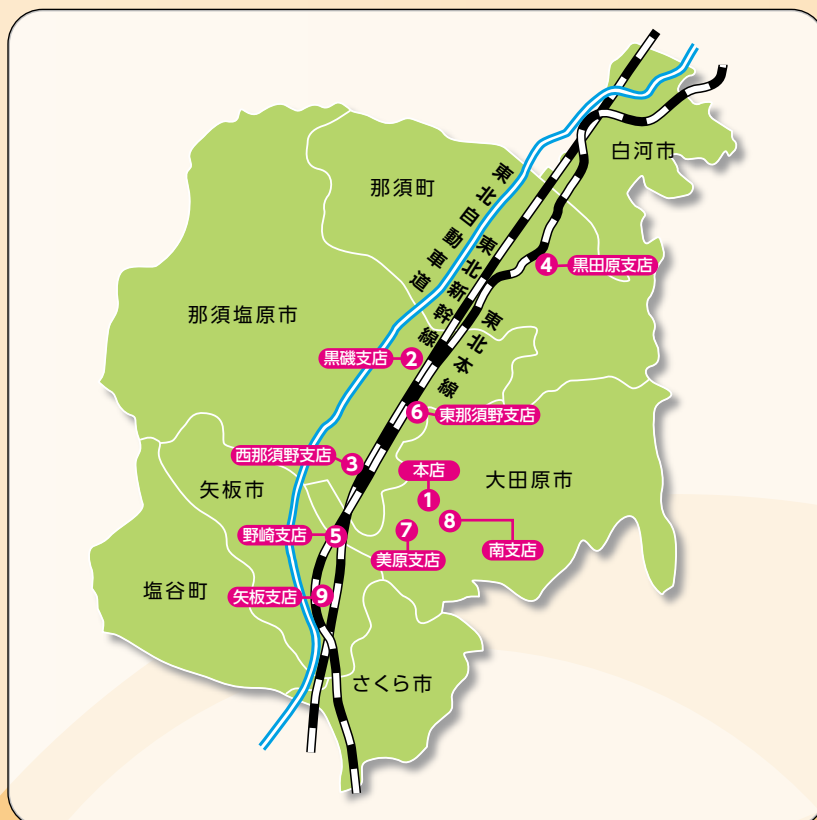 白河市
那須町
東北自動車道
東北新幹線
東北本線
4 黒田原支店
那須塩原市
黒磯支店 2
6 東那須野支店
西那須野支店 3
本店
1
大田原市
矢板市
8
南支店
7
美原支店
野崎支店 5
塩谷町
矢板支店 9
さくら市